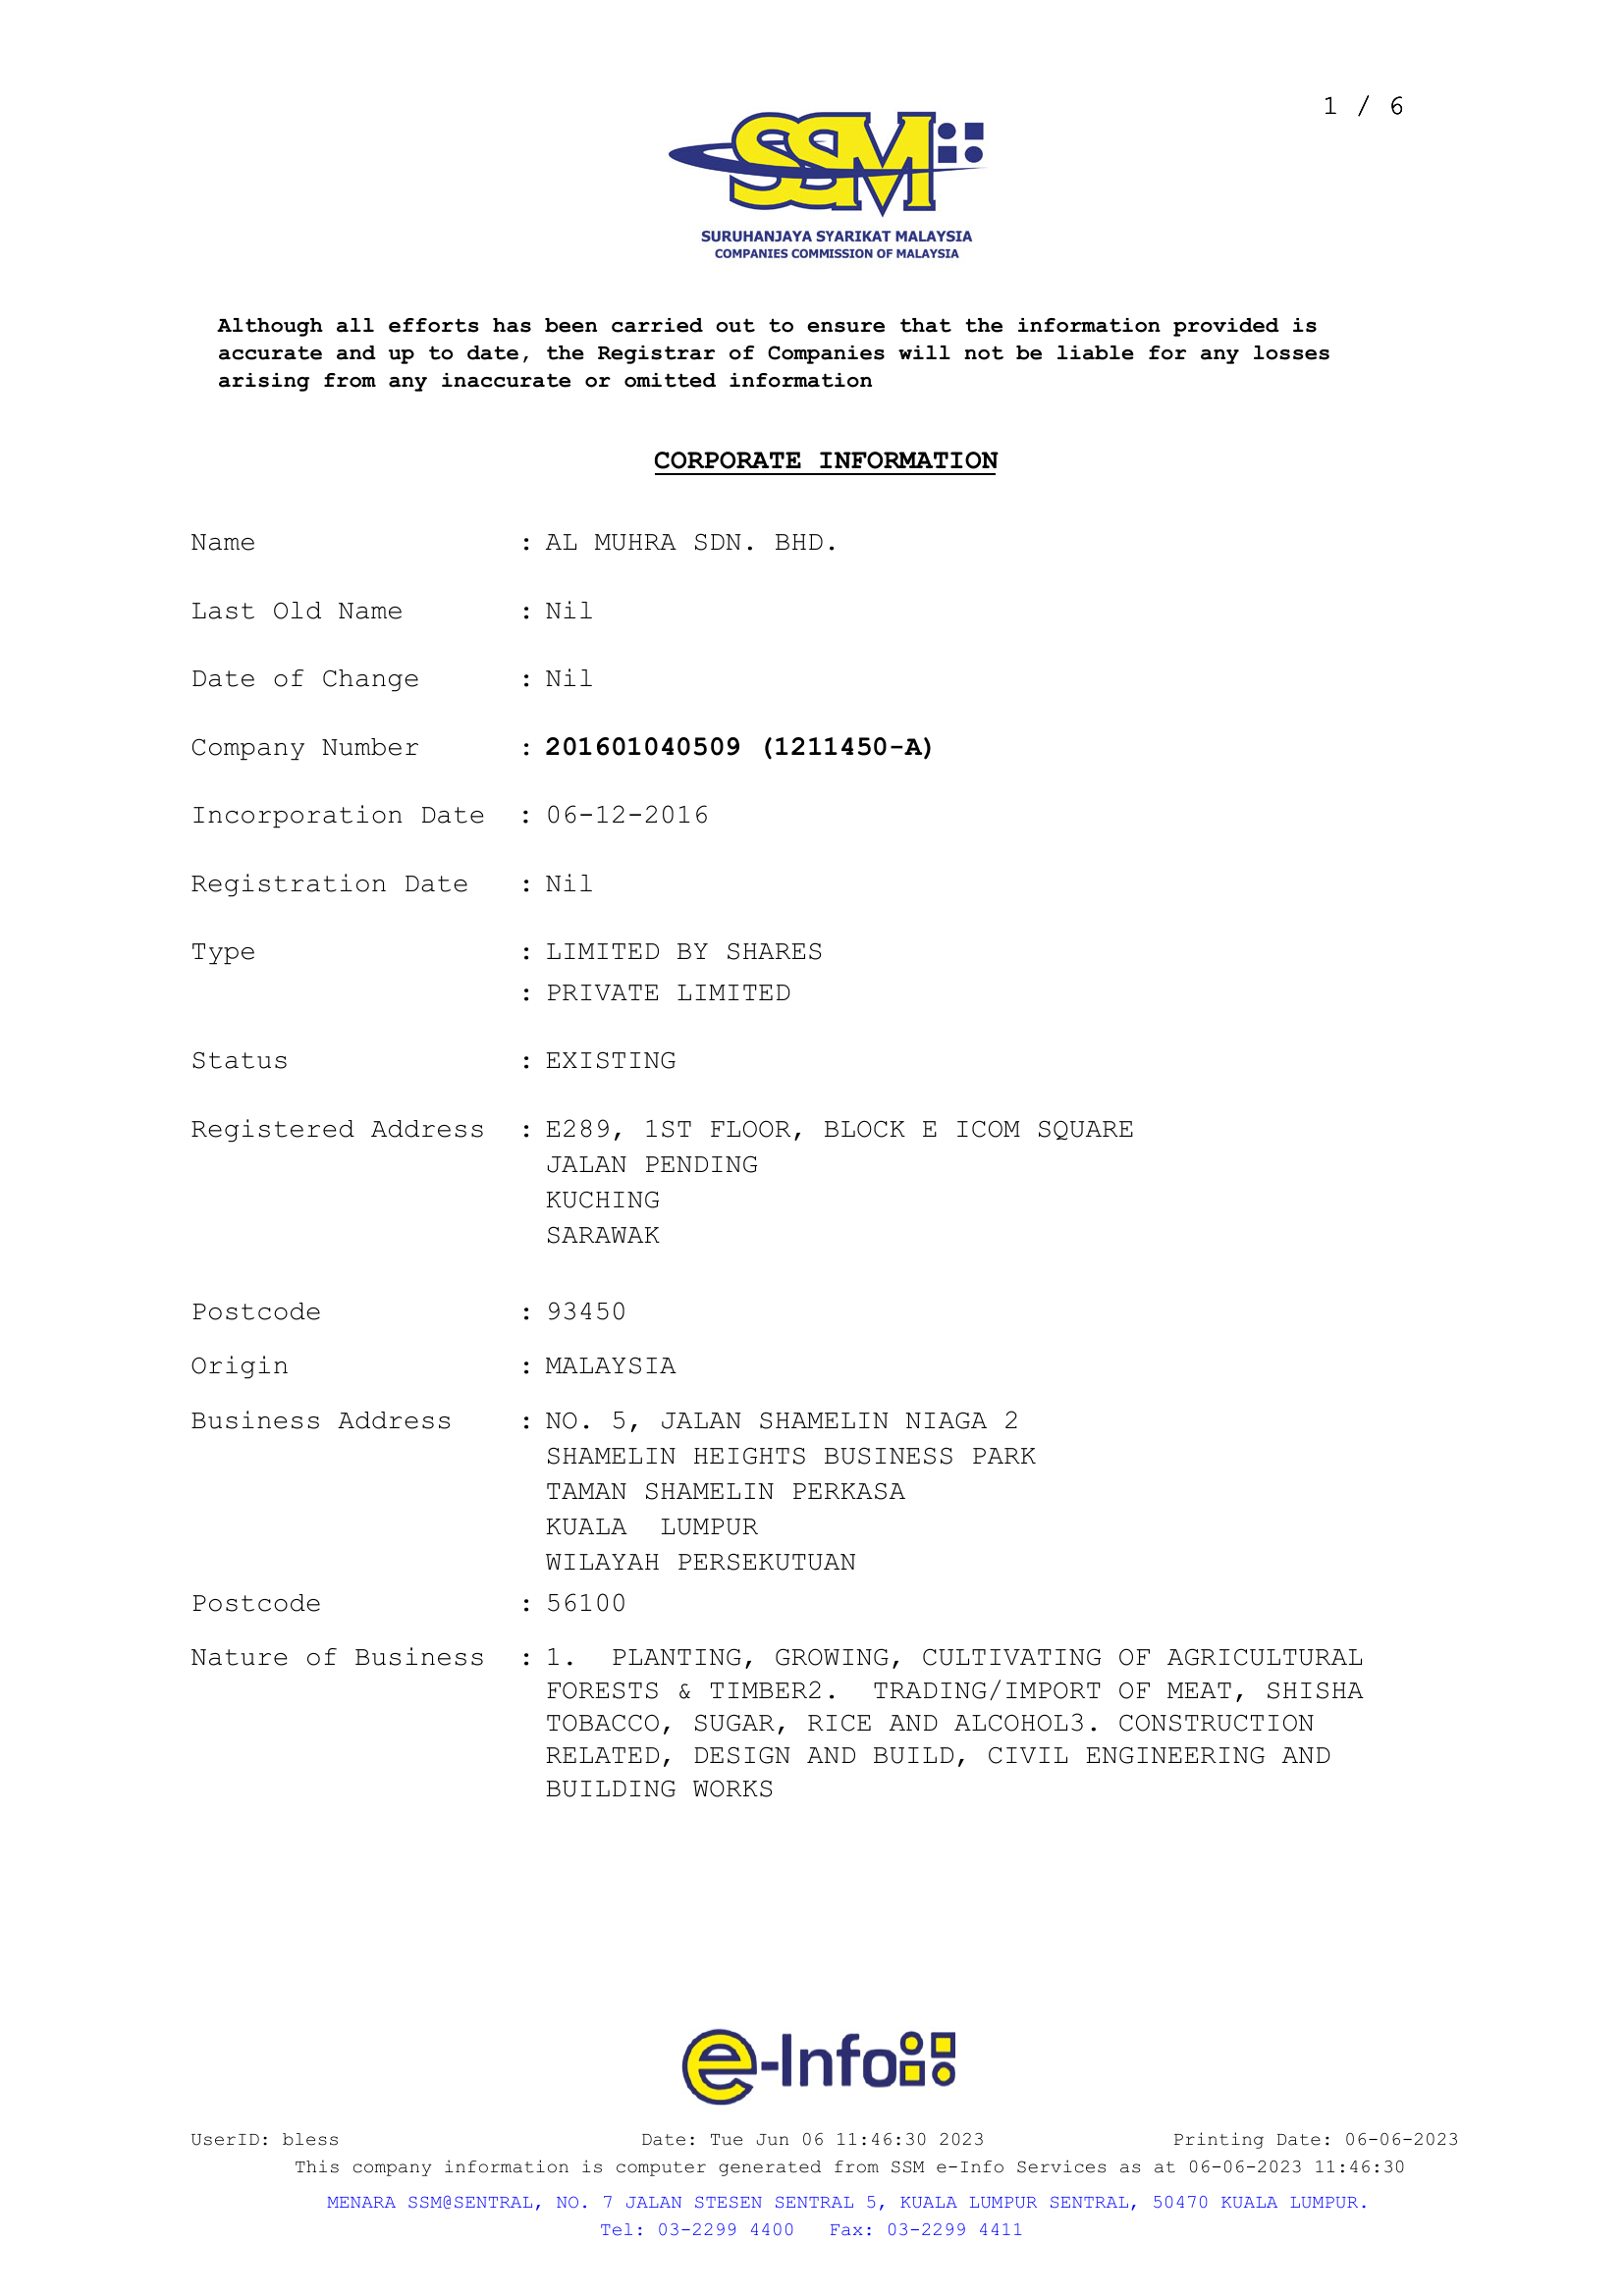 1 / 6
SSM
SURUHANJAYA SYARIKAT MALAYSIA
COMPANIES COMMISSION OF MALAYSIA
Although all efforts has been carried out to ensure that the information provided is
accurate and up to date, the Registrar of Companies will not be liable for any losses
arising from any inaccurate or omitted information
CORPORATE INFORMATION
Name : AL MUHRA SDN. BHD.
Last Old Name : Nil
Date of Change : Nil
Company Number : 201601040509 (1211450-A)
Incorporation Date : 06-12-2016
Registration Date : Nil
Type : LIMITED BY SHARES
: PRIVATE LIMITED
Status : EXISTING
Registered Address : E289, 1ST FLOOR, BLOCK E ICOM SQUARE
JALAN PENDING
KUCHING
SARAWAK
Postcode : 93450
Origin : MALAYSIA
Business Address : NO. 5, JALAN SHAMELIN NIAGA 2
SHAMELIN HEIGHTS BUSINESS PARK
TAMAN SHAMELIN PERKASA
KUALA  LUMPUR
WILAYAH PERSEKUTUAN
Postcode : 56100
Nature of Business : 1.  PLANTING, GROWING, CULTIVATING OF AGRICULTURAL
FORESTS & TIMBER2.  TRADING/IMPORT OF MEAT, SHISHA
TOBACCO, SUGAR, RICE AND ALCOHOL3. CONSTRUCTION
RELATED, DESIGN AND BUILD, CIVIL ENGINEERING AND
BUILDING WORKS
e-Info
UserID: bless Date: Tue Jun 06 11:46:30 2023 Printing Date: 06-06-2023
This company information is computer generated from SSM e-Info Services as at 06-06-2023 11:46:30
MENARA SSM@SENTRAL, NO. 7 JALAN STESEN SENTRAL 5, KUALA LUMPUR SENTRAL, 50470 KUALA LUMPUR.
Tel: 03-2299 4400   Fax: 03-2299 4411